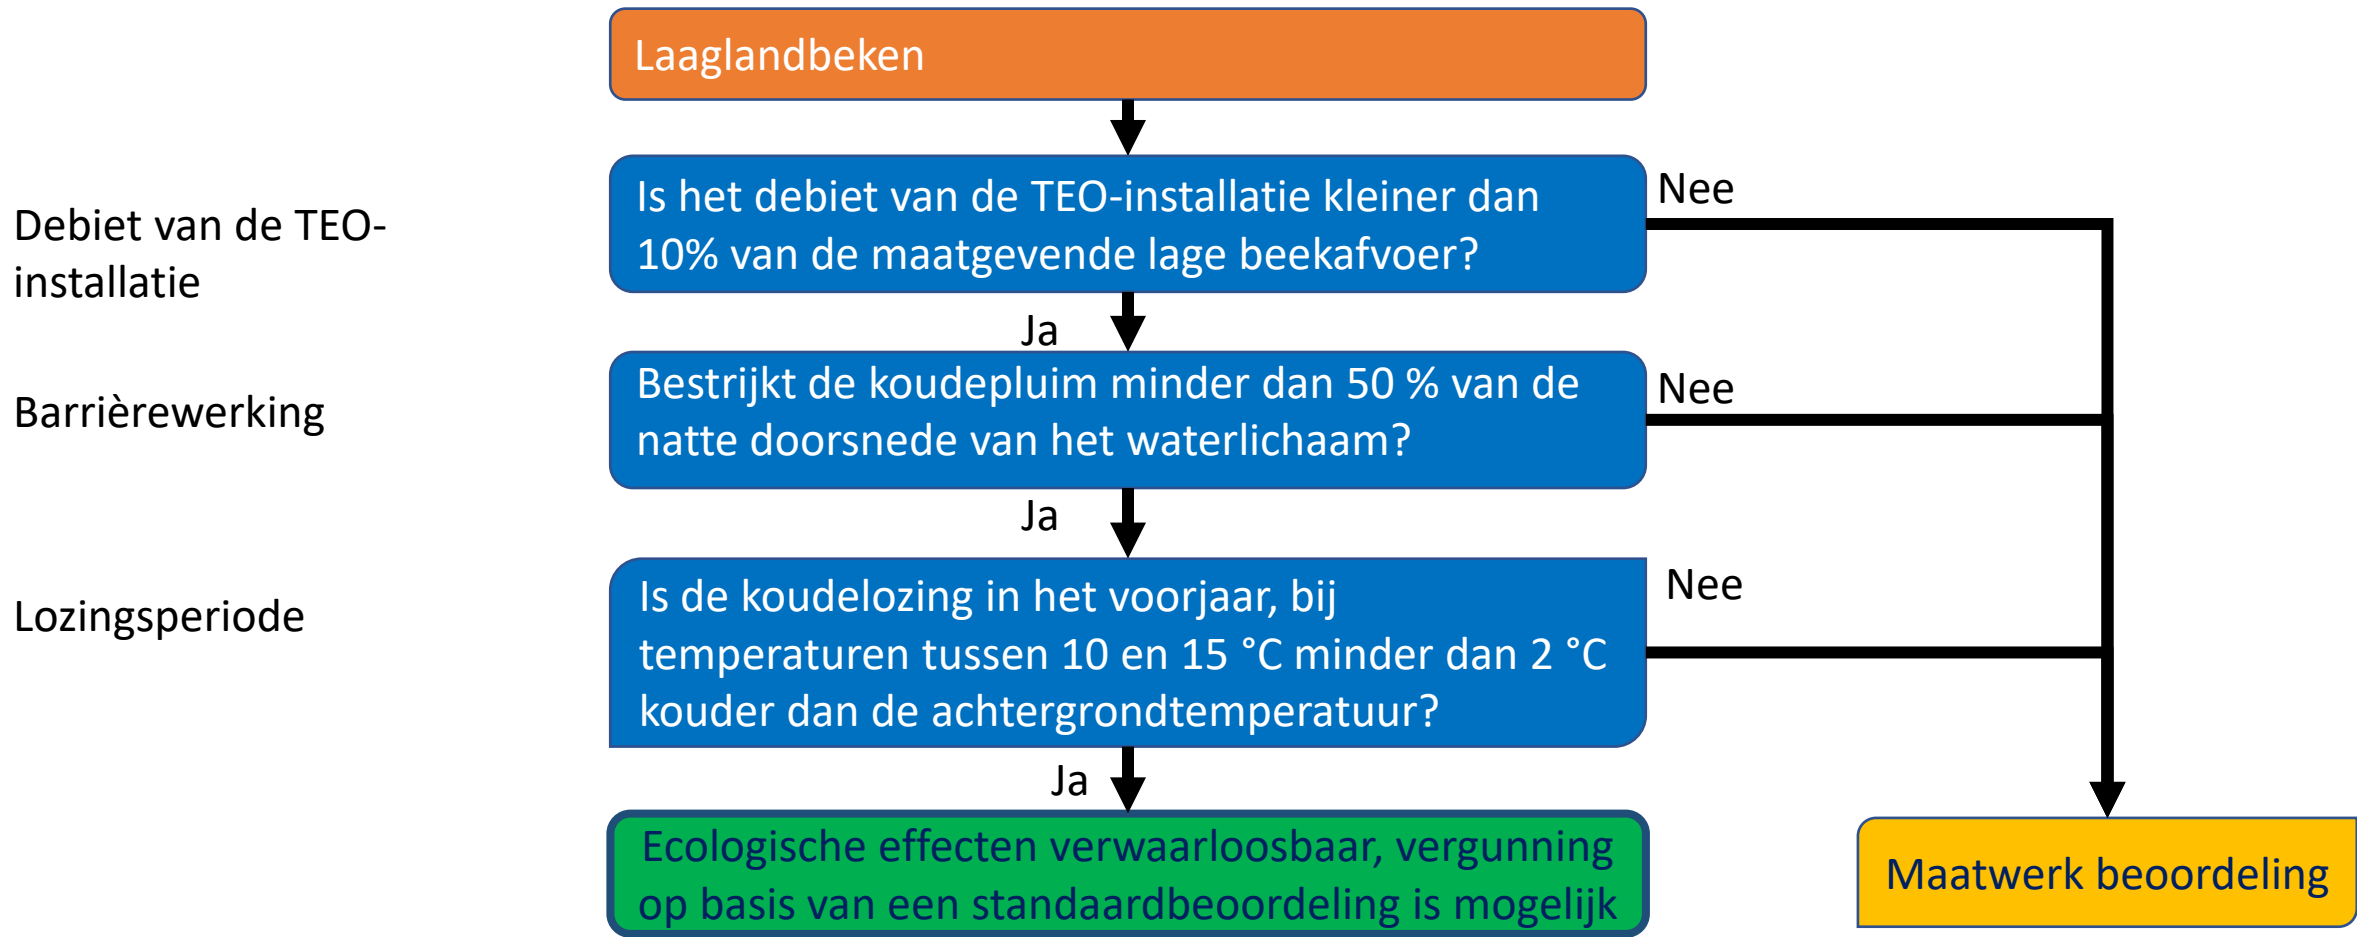 Laaglandbeken
Debiet van de TEO-
installatie
Is het debiet van de TEO-installatie kleiner dan
10% van de maatgevende lage beekafvoer?
Nee
Ja
Barrièrewerking
Bestrijkt de koudepluim minder dan 50 % van de
natte doorsnede van het waterlichaam?
Nee
Ja
Lozingsperiode
Is de koudelozing in het voorjaar, bij
temperaturen tussen 10 en 15 °C minder dan 2 °C
kouder dan de achtergrondtemperatuur?
Nee
Ja
Ecologische effecten verwaarloosbaar, vergunning
op basis van een standaardbeoordeling is mogelijk
Maatwerk beoordeling